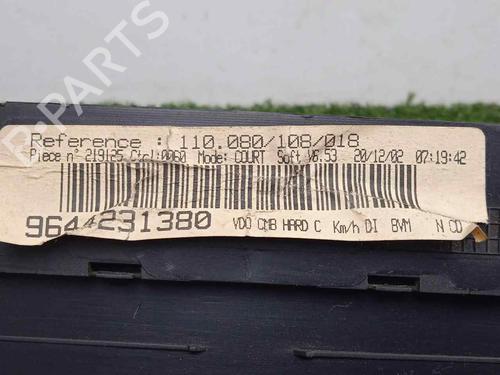 Reference : 110.080/108/018
Piece n° 219125 Ctrl:0060 Mode: COURT Soft V6.53 20/12/02 07:19:42
9644231380 VDO CMB HARD C Km/h DI BVM N CD
B-PARTS